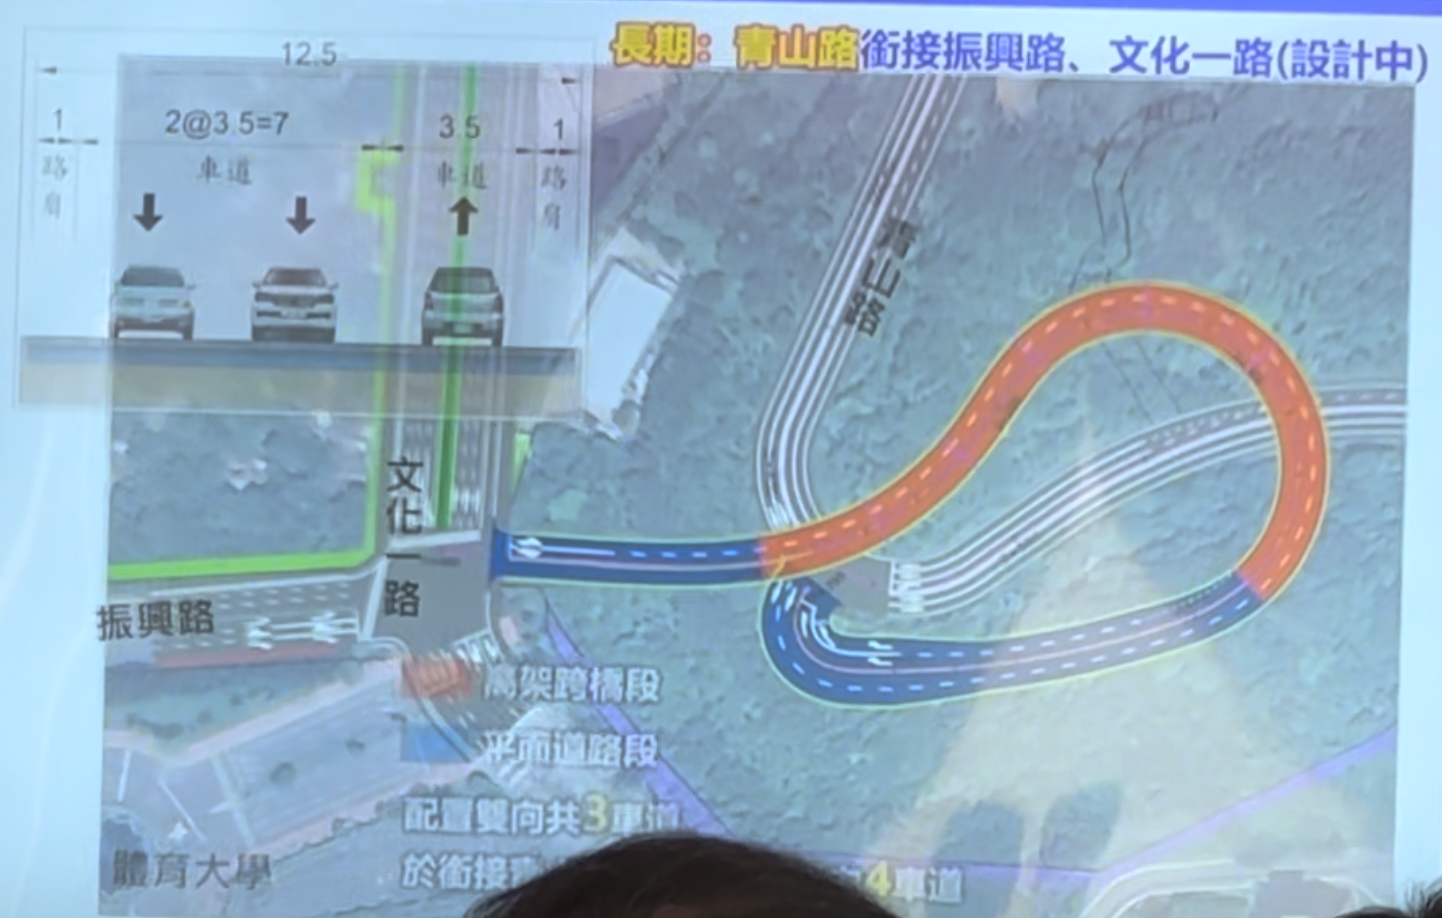 長期：青山路銜接振興路、文化一路(設計中)
12.5
1
2@3.5=7
3.5
1
路肩
車道
車道
路肩
青山路
文化一路
振興路
高架跨橋段
平面道路段
配置雙向共3車道
於銜接
4車道
體育大學